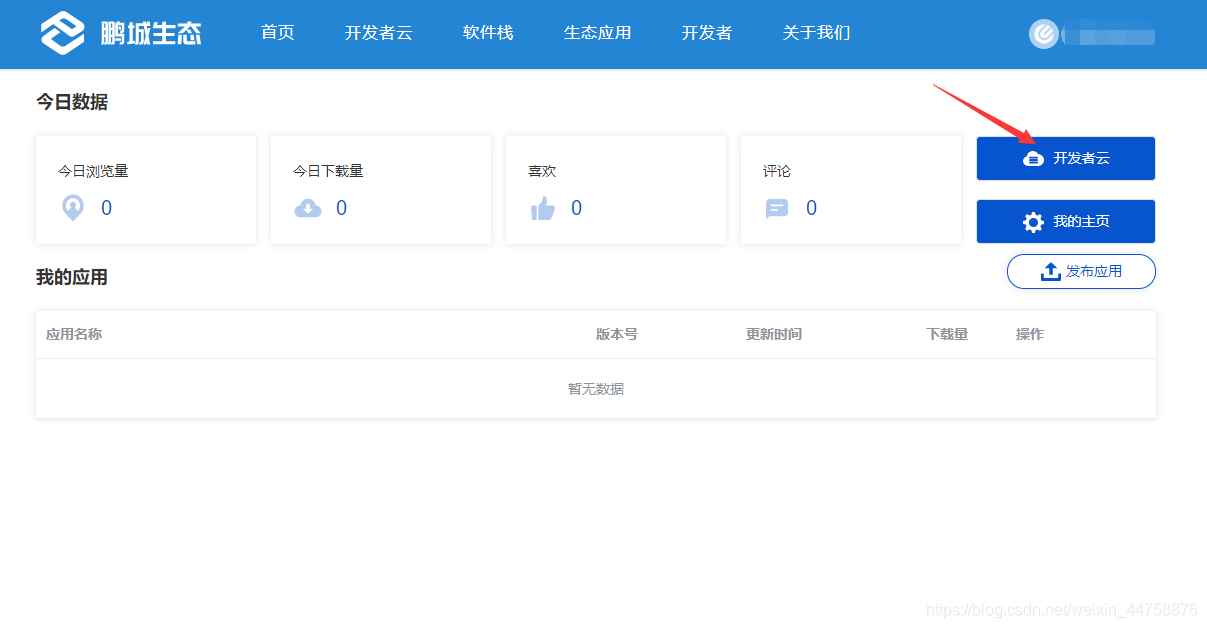 鹏城生态 首页 开发者云 软件栈 生态应用 开发者 关于我们
今日数据
今日浏览量 今日下载量 喜欢 评论 开发者云
0 0 0 0
我的主页
我的应用 发布应用
应用名称 版本号 更新时间 下载量 操作
暂无数据
https://blog.csdn.net/weixin_44758876